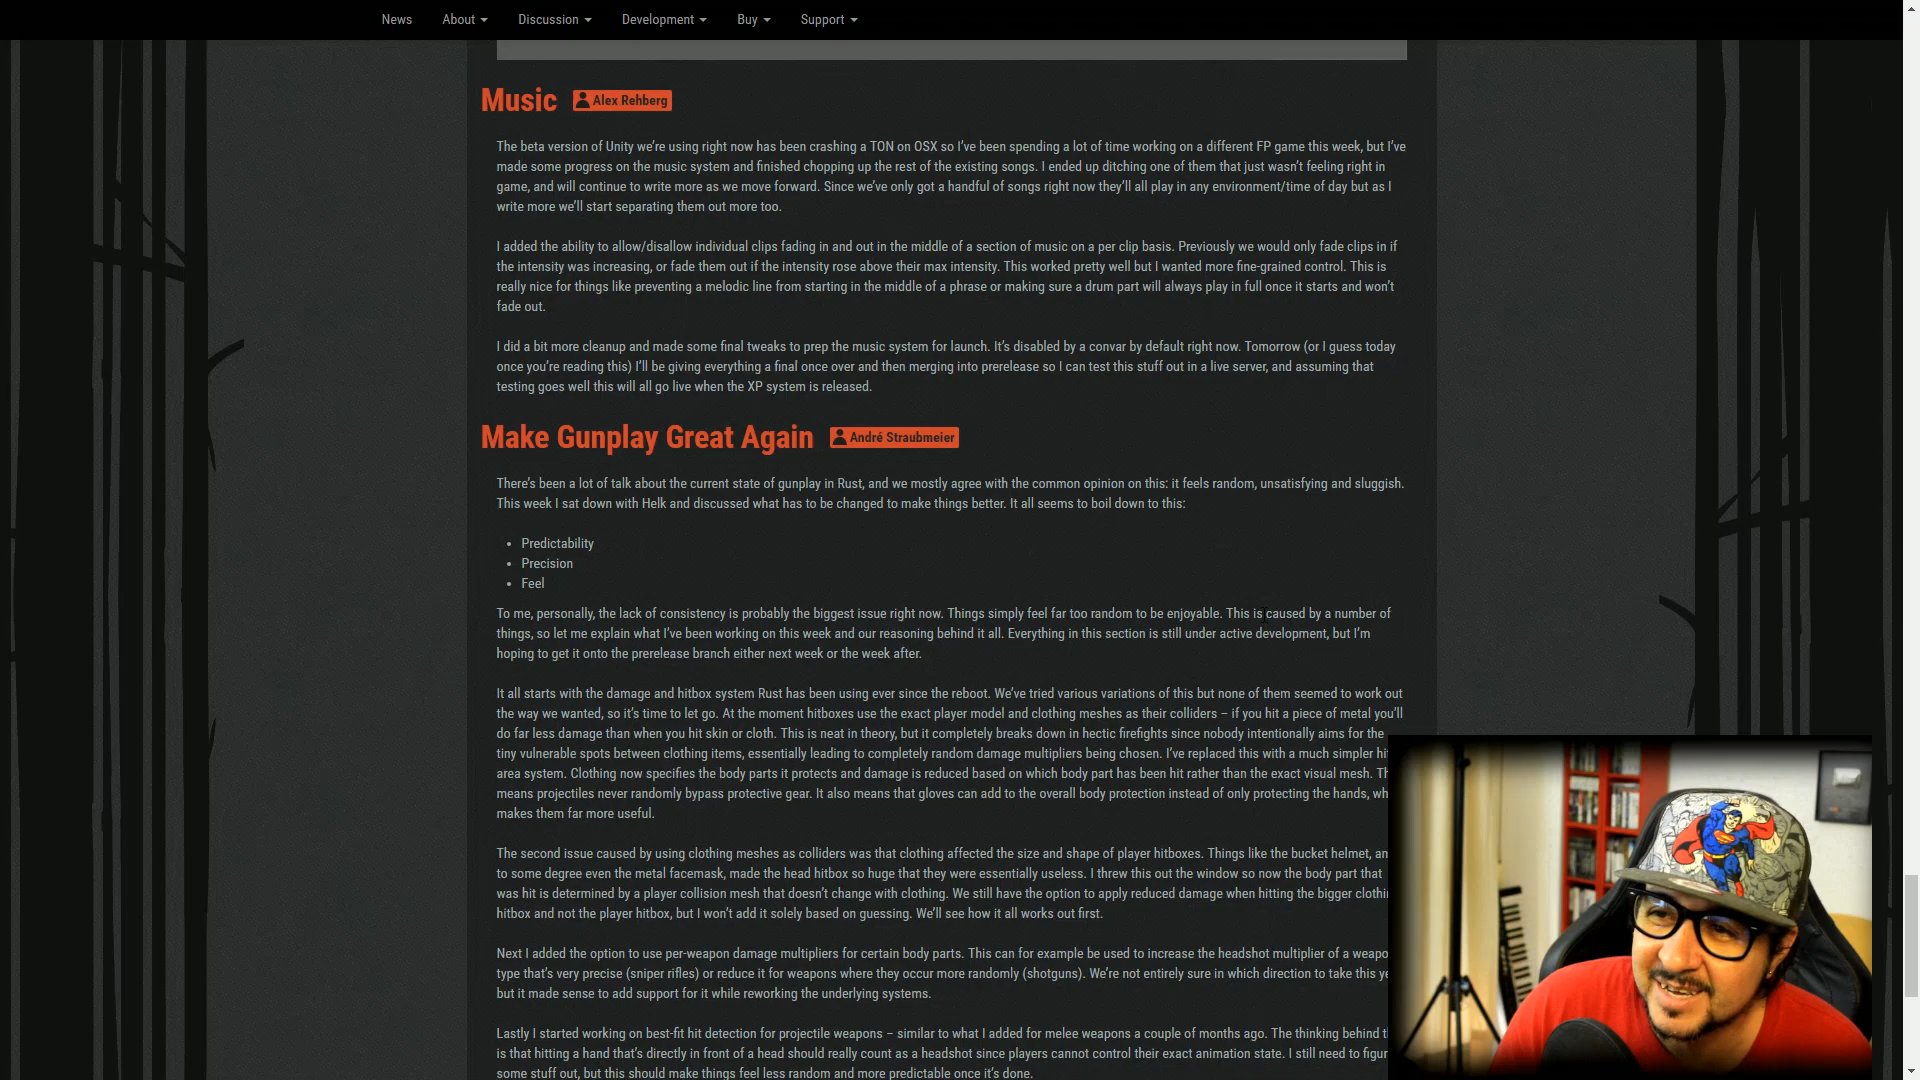 News About Discussion Development Buy Support
Music Alex Rehberg
The beta version of Unity we’re using right now has been crashing a TON on OSX so I’ve been spending a lot of time working on a different FP game this week, but I’ve
made some progress on the music system and finished chopping up the rest of the existing songs. I ended up ditching one of them that just wasn’t feeling right in
game, and will continue to write more as we move forward. Since we’ve only got a handful of songs right now they’ll all play in any environment/time of day but as I
write more we’ll start separating them out more too.
I added the ability to allow/disallow individual clips fading in and out in the middle of a section of music on a per clip basis. Previously we would only fade clips in if
the intensity was increasing, or fade them out if the intensity rose above their max intensity. This worked pretty well but I wanted more fine-grained control. This is
really nice for things like preventing a melodic line from starting in the middle of a phrase or making sure a drum part will always play in full once it starts and won’t
fade out.
I did a bit more cleanup and made some final tweaks to prep the music system for launch. It’s disabled by a convar by default right now. Tomorrow (or I guess today
once you’re reading this) I’ll be giving everything a final once over and then merging into prerelease so I can test this stuff out in a live server, and assuming that
testing goes well this will all go live when the XP system is released.
Make Gunplay Great Again André Straubmeier
There’s been a lot of talk about the current state of gunplay in Rust, and we mostly agree with the common opinion on this: it feels random, unsatisfying and sluggish.
This week I sat down with Helk and discussed what has to be changed to make things better. It all seems to boil down to this:
• Predictability
• Precision
• Feel
To me, personally, the lack of consistency is probably the biggest issue right now. Things simply feel far too random to be enjoyable. This is caused by a number of
things, so let me explain what I’ve been working on this week and our reasoning behind it all. Everything in this section is still under active development, but I’m
hoping to get it onto the prerelease branch either next week or the week after.
It all starts with the damage and hitbox system Rust has been using ever since the reboot. We’ve tried various variations of this but none of them seemed to work out
the way we wanted, so it’s time to let go. At the moment hitboxes use the exact player model and clothing meshes as their colliders – if you hit a piece of metal you’ll
do far less damage than when you hit skin or cloth. This is neat in theory, but it completely breaks down in hectic firefights since nobody intentionally aims for the
tiny vulnerable spots between clothing items, essentially leading to completely random damage multipliers being chosen. I’ve replaced this with a much simpler hi
area system. Clothing now specifies the body parts it protects and damage is reduced based on which body part has been hit rather than the exact visual mesh. Th
means projectiles never randomly bypass protective gear. It also means that gloves can add to the overall body protection instead of only protecting the hands, wh
makes them far more useful.
The second issue caused by using clothing meshes as colliders was that clothing affected the size and shape of player hitboxes. Things like the bucket helmet, an
to some degree even the metal facemask, made the head hitbox so huge that they were essentially useless. I threw this out the window so now the body part that
was hit is determined by a player collision mesh that doesn’t change with clothing. We still have the option to apply reduced damage when hitting the bigger clothi
hitbox and not the player hitbox, but I won’t add it solely based on guessing. We’ll see how it all works out first.
Next I added the option to use per-weapon damage multipliers for certain body parts. This can for example be used to increase the headshot multiplier of a weapo
type that’s very precise (sniper rifles) or reduce it for weapons where they occur more randomly (shotguns). We’re not entirely sure in which direction to take this ye
but it made sense to add support for it while reworking the underlying systems.
Lastly I started working on best-fit hit detection for projectile weapons – similar to what I added for melee weapons a couple of months ago. The thinking behind t
is that hitting a hand that’s directly in front of a head should really count as a headshot since players cannot control their exact animation state. I still need to figur
some stuff out, but this should make things feel less random and more predictable once it’s done.